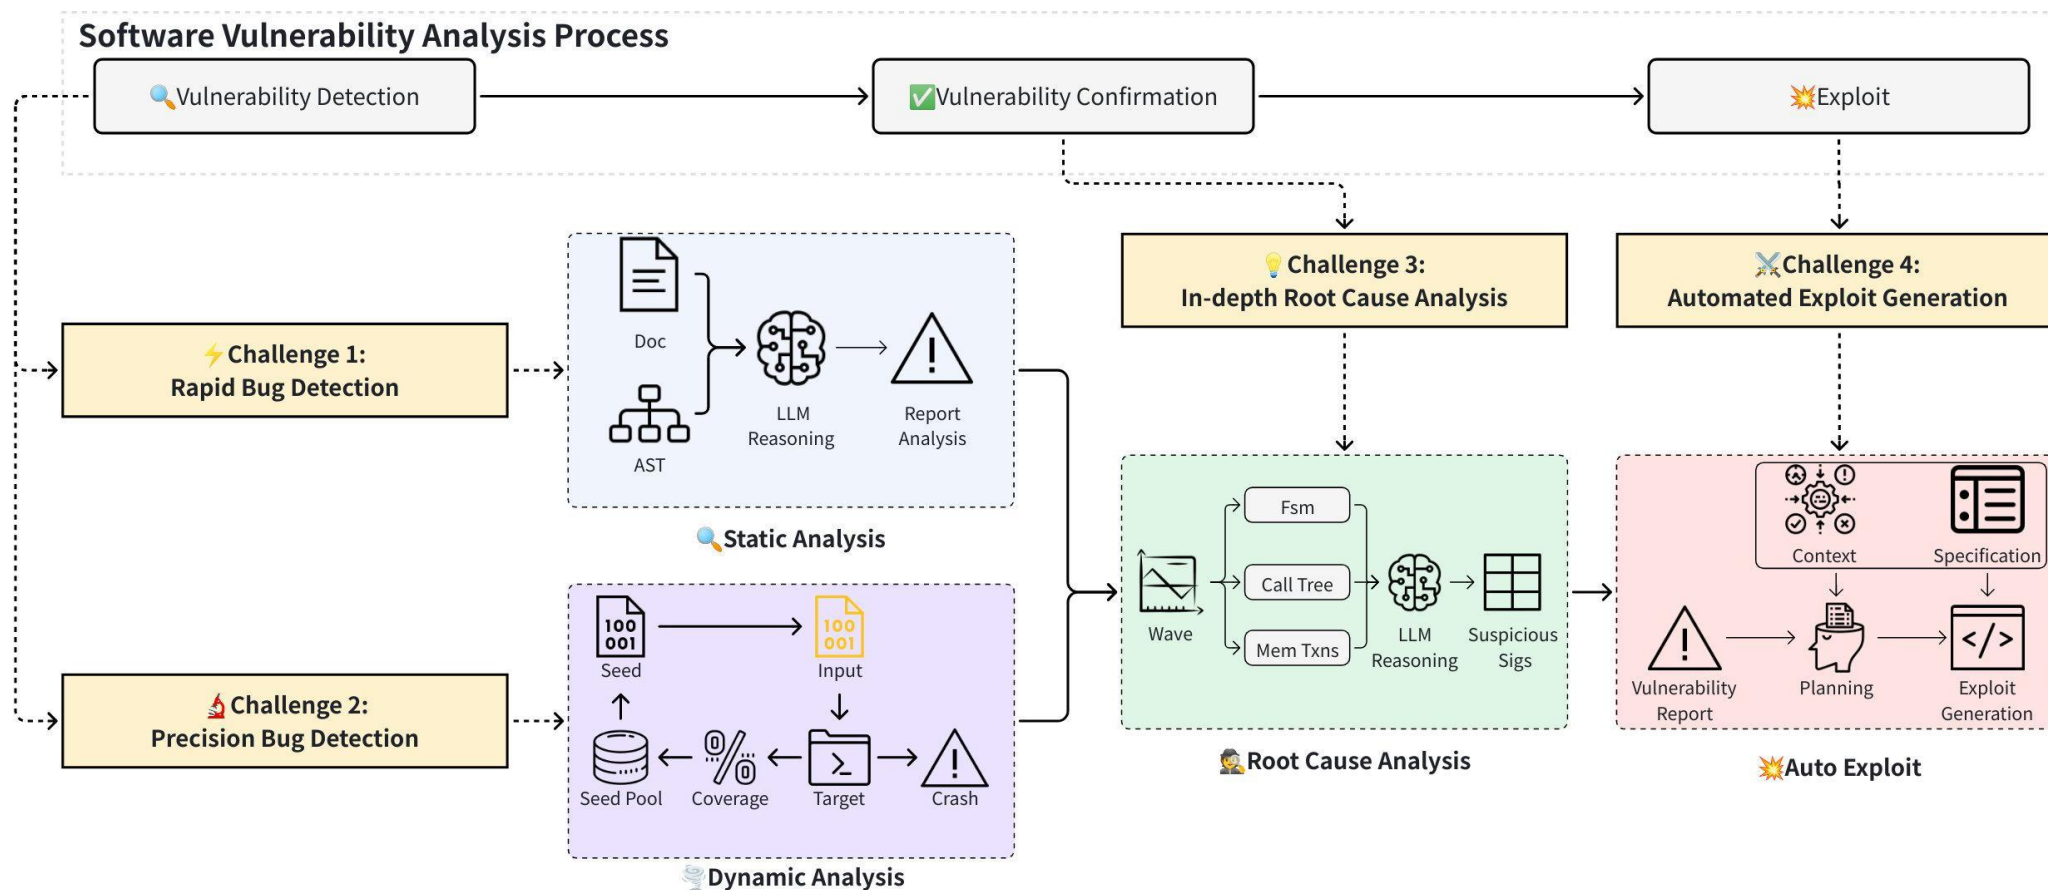 Software Vulnerability Analysis Process
🔍Vulnerability Detection
✅Vulnerability Confirmation
💥Exploit
⚡Challenge 1:
Rapid Bug Detection
Doc
AST
LLM
Reasoning
Report
Analysis
🔍Static Analysis
🔬Challenge 2:
Precision Bug Detection
100
001
Seed
100
001
Input
Seed Pool
Coverage
Target
Crash
🌪️Dynamic Analysis
💡Challenge 3:
In-depth Root Cause Analysis
Wave
Fsm
Call Tree
Mem Txns
LLM
Reasoning
Suspicious
Sigs
🕵️Root Cause Analysis
⚔️Challenge 4:
Automated Exploit Generation
Context
Specification
Vulnerability
Report
Planning
</>
Exploit
Generation
💥Auto Exploit